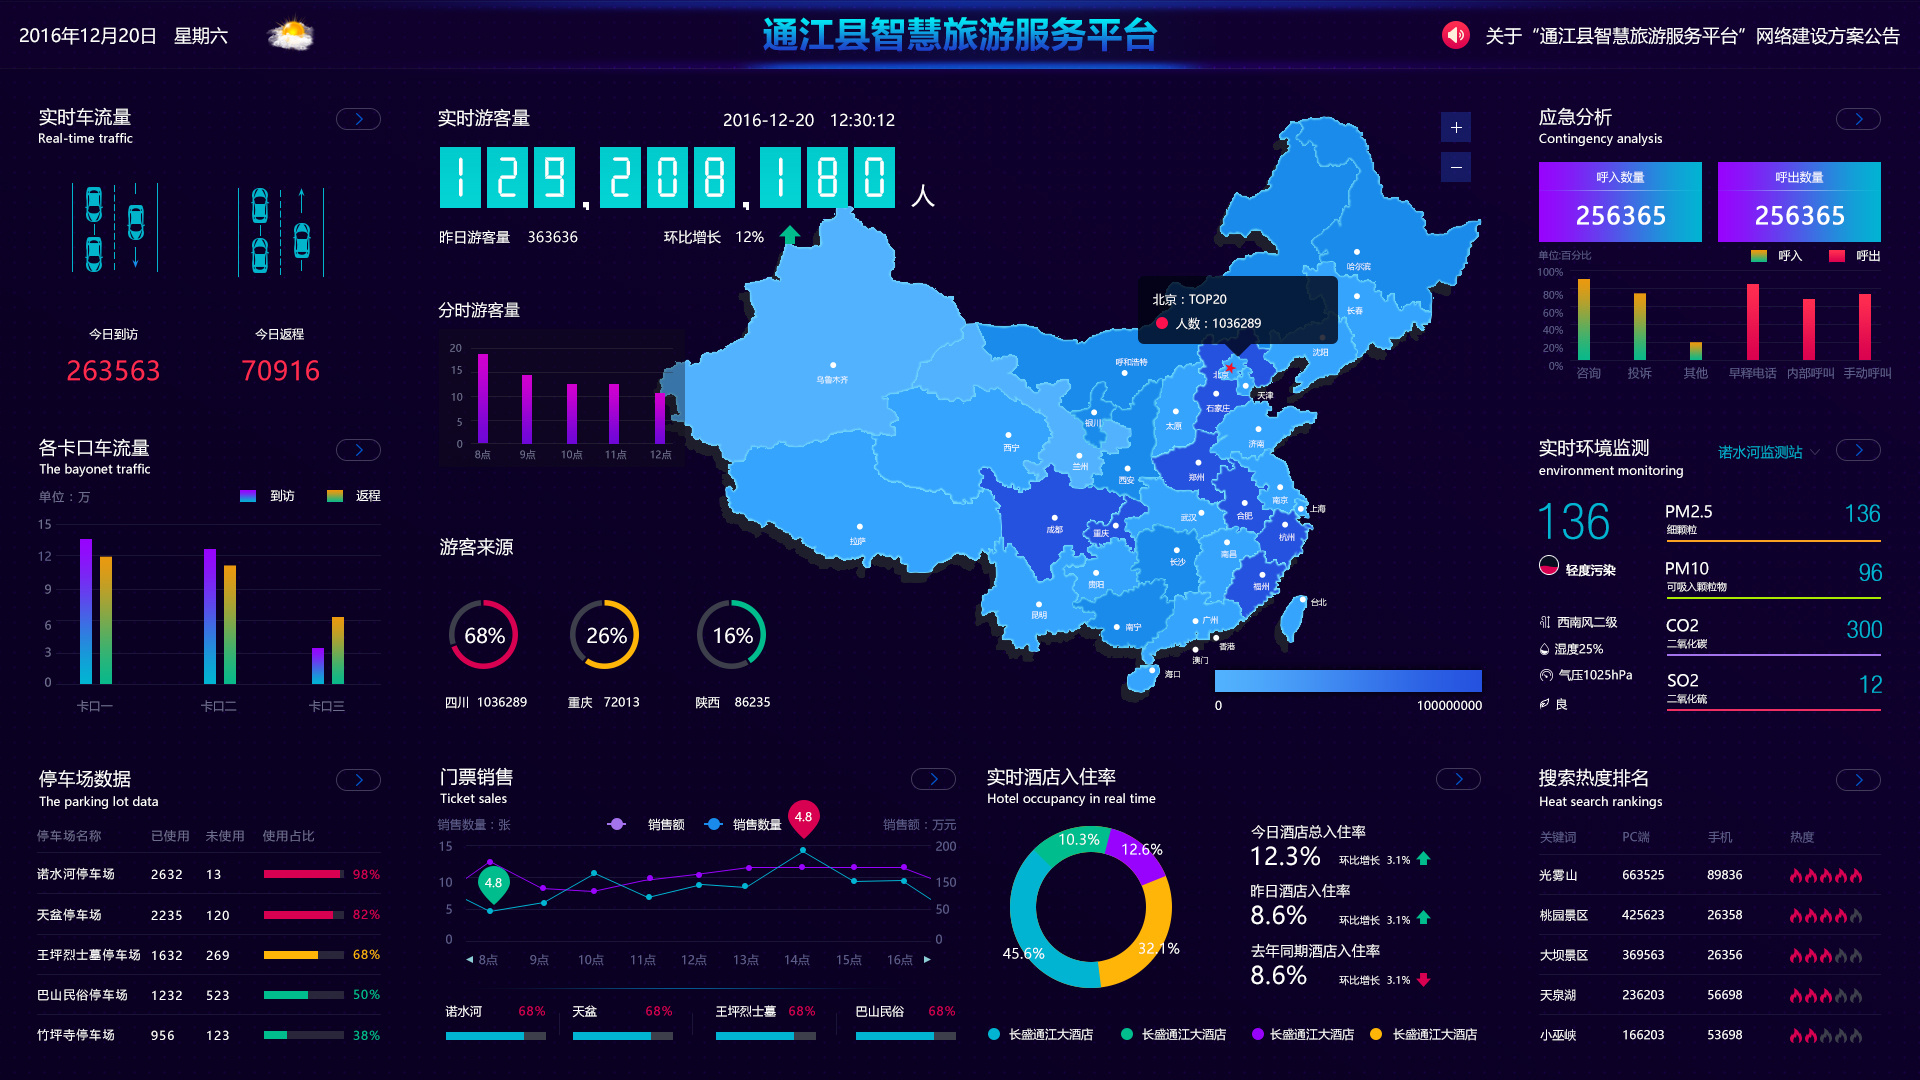 2016年12月20日 星期六
通江县智慧旅游服务平台
关于“通江县智慧旅游服务平台”网络建设方案公告
实时车流量
Real-time traffic
今日到访
263563
今日返程
70916
各卡口车流量
The bayonet traffic
单位：万
到访
返程
15
12
9
6
3
0
卡口一
卡口二
卡口三
停车场数据
The parking lot data
停车场名称 已使用 未使用 使用占比
诺水河停车场 2632 13 98%
天盆停车场 2235 120 82%
王坪烈士墓停车场 1632 269 68%
巴山民俗停车场 1232 523 50%
竹坪寺停车场 956 123 38%
实时游客量
2016-12-20 12:30:12
129,208,180 人
昨日游客量 363636
环比增长 12%
分时游客量
20
15
10
5
0
8点 9点 10点 11点 12点
游客来源
68%
26%
16%
四川 1036289
重庆 72013
陕西 86235
+
−
北京：TOP20
人数：1036289
哈尔滨
长春
沈阳
呼和浩特
乌鲁木齐
北京
天津
石家庄
银川
太原
济南
西宁
兰州
西安
郑州
南京
上海
合肥
武汉
成都
重庆
杭州
拉萨
南昌
长沙
贵阳
福州
昆明
台北
广州
南宁
香港
澳门
海口
0
100000000
门票销售
Ticket sales
销售数量：张
销售额
销售数量
销售额：万元
4.8
4.8
15
10
5
0
200
150
50
0
8点 9点 10点 11点 12点 13点 14点 15点 16点
诺水河 68%
天盆 68%
王坪烈士墓 68%
巴山民俗 68%
实时酒店入住率
Hotel occupancy in real time
10.3%
12.6%
32.1%
45.6%
今日酒店总入住率
12.3% 环比增长 3.1%
昨日酒店入住率
8.6% 环比增长 3.1%
去年同期酒店入住率
8.6% 环比增长 3.1%
长盛通江大酒店
长盛通江大酒店
长盛通江大酒店
长盛通江大酒店
应急分析
Contingency analysis
呼入数量
256365
呼出数量
256365
单位:百分比
呼入
呼出
100%
80%
60%
40%
20%
0%
咨询 投诉 其他 早释电话 内部呼叫 手动呼叫
实时环境监测
environment monitoring
诺水河监测站
136
轻度污染
西南风二级
湿度25%
气压1025hPa
良
PM2.5
细颗粒
136
PM10
可吸入颗粒物
96
CO2
二氧化碳
300
SO2
二氧化硫
12
搜索热度排名
Heat search rankings
关键词 PC端 手机 热度
光雾山 663525 89836
桃园景区 425623 26358
大坝景区 369563 26356
天泉湖 236203 56698
小巫峡 166203 53698